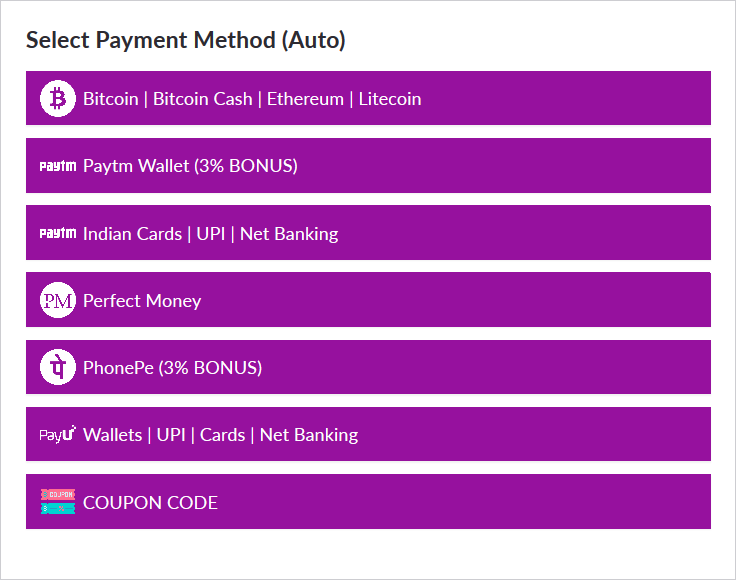 Select Payment Method (Auto)
Bitcoin | Bitcoin Cash | Ethereum | Litecoin
paytm Paytm Wallet (3% BONUS)
paytm Indian Cards | UPI | Net Banking
PM Perfect Money
पे PhonePe (3% BONUS)
PayU Wallets | UPI | Cards | Net Banking
COUPON COUPON CODE